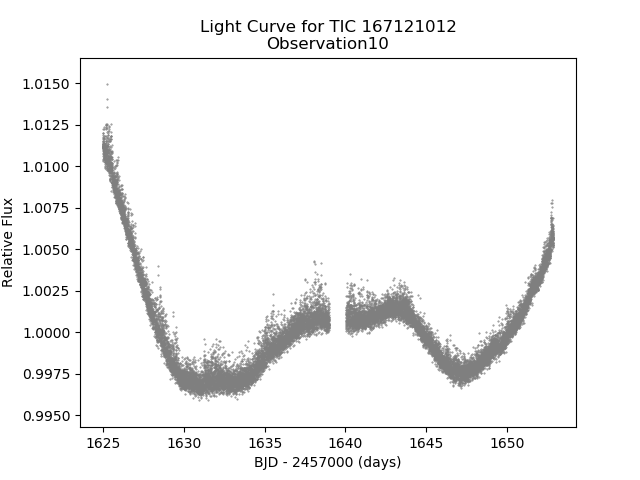 Light Curve for TIC 167121012
Observation10
1.0150
1.0125
1.0100
1.0075
1.0050
1.0025
1.0000
0.9975
0.9950
Relative Flux
1625 1630 1635 1640 1645 1650
BJD - 2457000 (days)